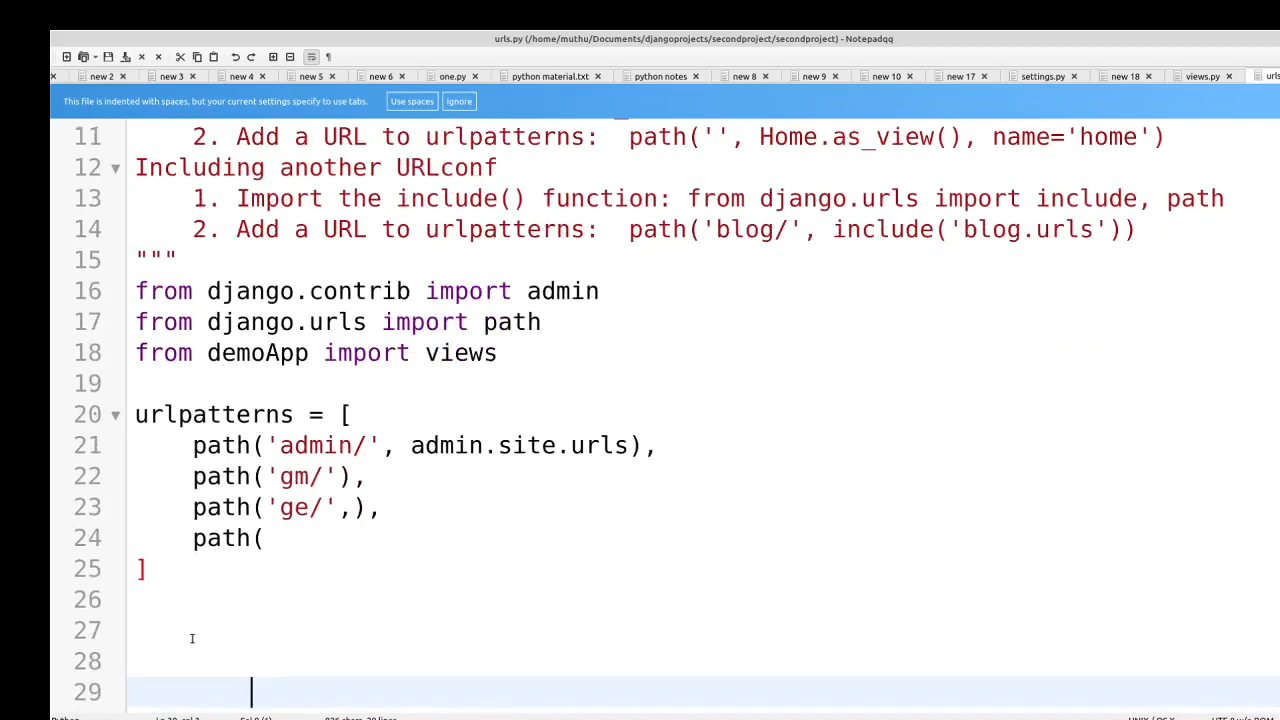 urls.py (/home/muthu/Documents/djangoprojects/secondproject/secondproject) - Notepadqq
new 2 new 3 new 4 new 5 new 6 one.py python material.txt python notes new 8 new 9 new 10 new 17 settings.py new 18 views.py urls
This file is indented with spaces, but your current settings specify to use tabs. Use spaces Ignore
11 2. Add a URL to urlpatterns:  path('', Home.as_view(), name='home')
12 Including another URLconf
13 1. Import the include() function: from django.urls import include, path
14 2. Add a URL to urlpatterns:  path('blog/', include('blog.urls'))
15 """
16 from django.contrib import admin
17 from django.urls import path
18 from demoApp import views
19
20 urlpatterns = [
21 path('admin/', admin.site.urls),
22 path('gm/'),
23 path('ge/',),
24 path(
25 ]
26
27
28
29